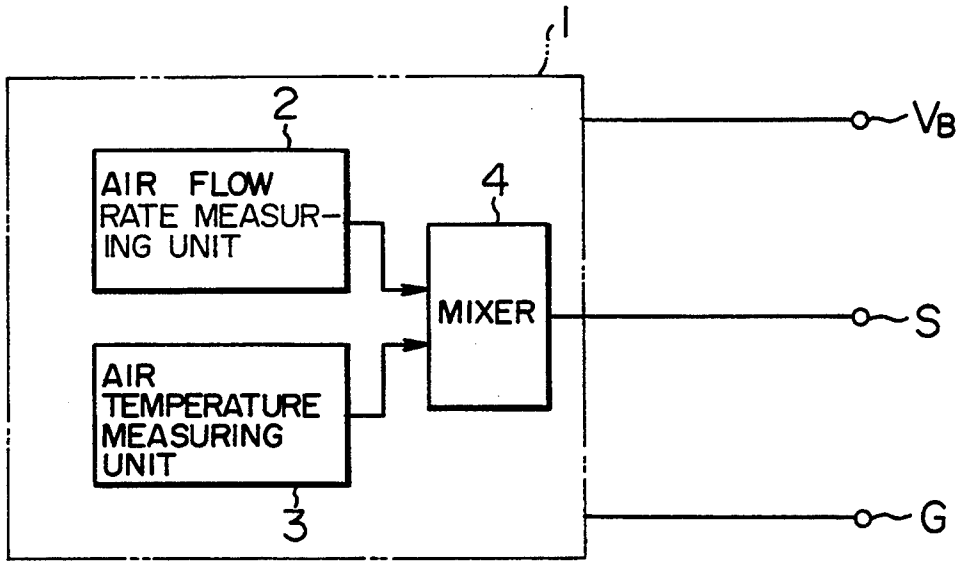 1
VB
2
AIR FLOW
RATE MEASUR-
ING UNIT
4
MIXER
S
AIR
TEMPERATURE
MEASURING
UNIT
3
G